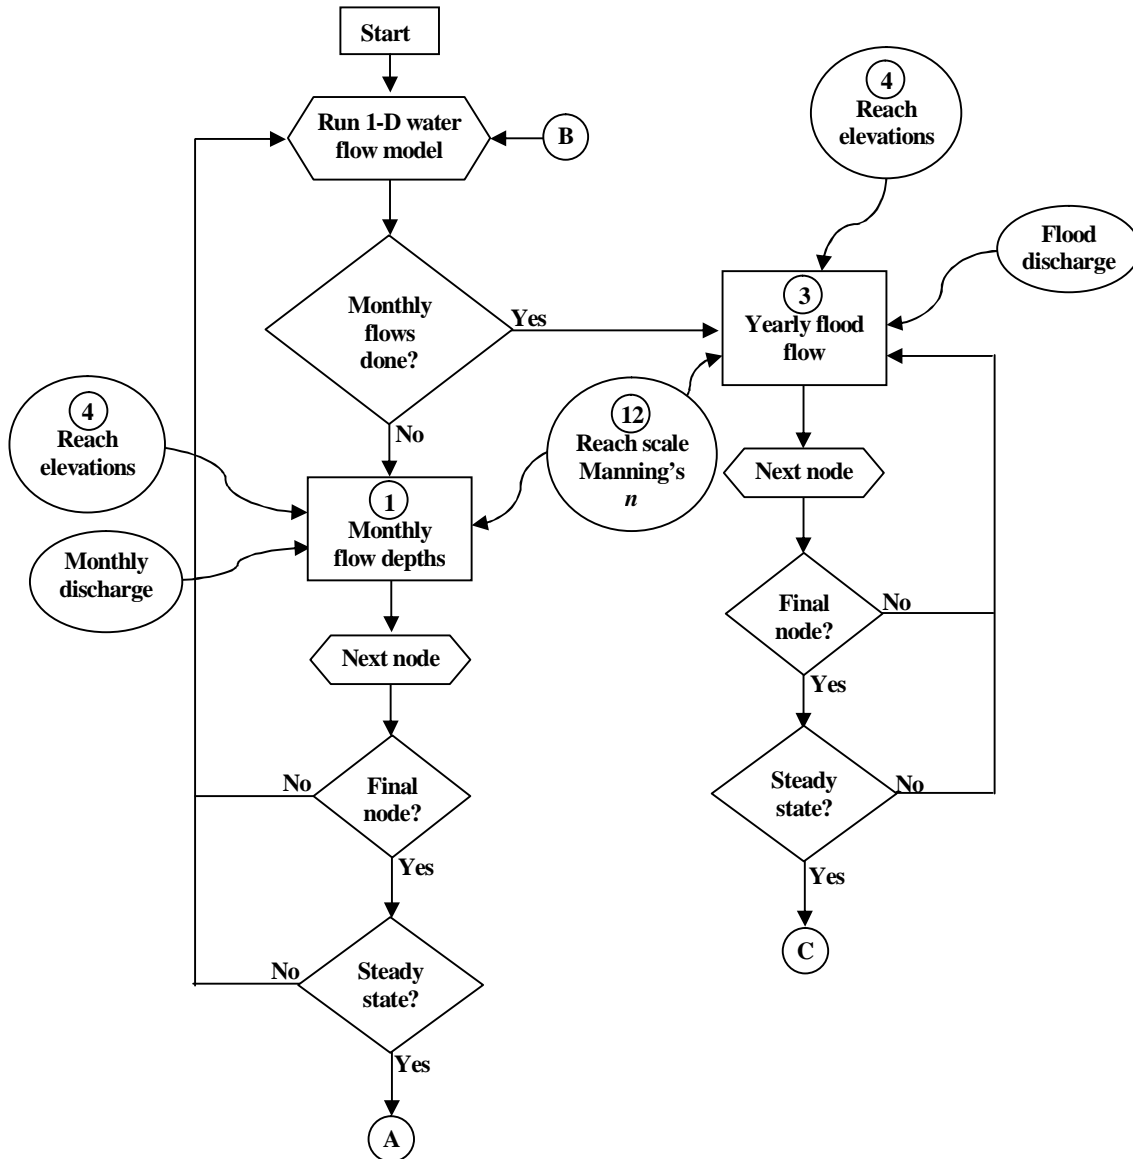 Start
Run 1-D water
flow model
B
Monthly
flows
done?
Yes
No
4
Reach
elevations
Monthly
discharge
1
Monthly
flow depths
12
Reach scale
Manning's
n
Next node
Final
node?
No
Yes
Steady
state?
No
Yes
A
4
Reach
elevations
Flood
discharge
3
Yearly flood
flow
Next node
Final
node?
No
Yes
Steady
state?
No
Yes
C